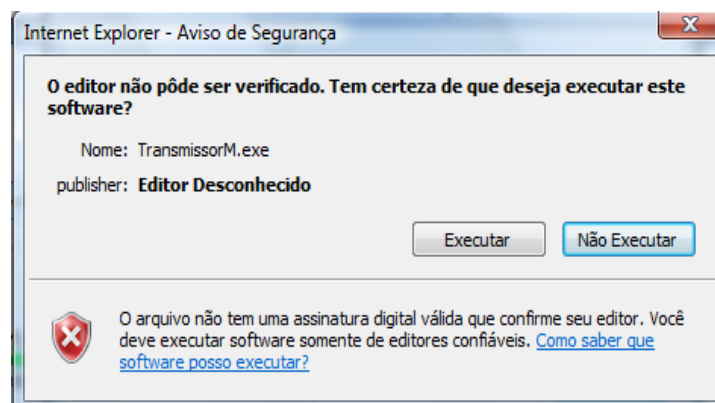 Internet Explorer - Aviso de Segurança
O editor não pôde ser verificado. Tem certeza de que deseja executar este
software?
Nome: TransmissorM.exe
publisher: Editor Desconhecido
Executar
Não Executar
O arquivo não tem uma assinatura digital válida que confirme seu editor. Você
deve executar software somente de editores confiáveis. Como saber que
software posso executar?